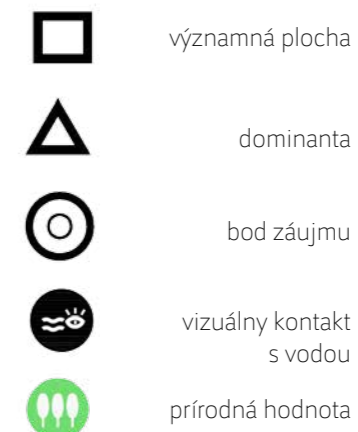 významná plocha
dominanta
bod záujmu
vizuálny kontakt
s vodou
prírodná hodnota